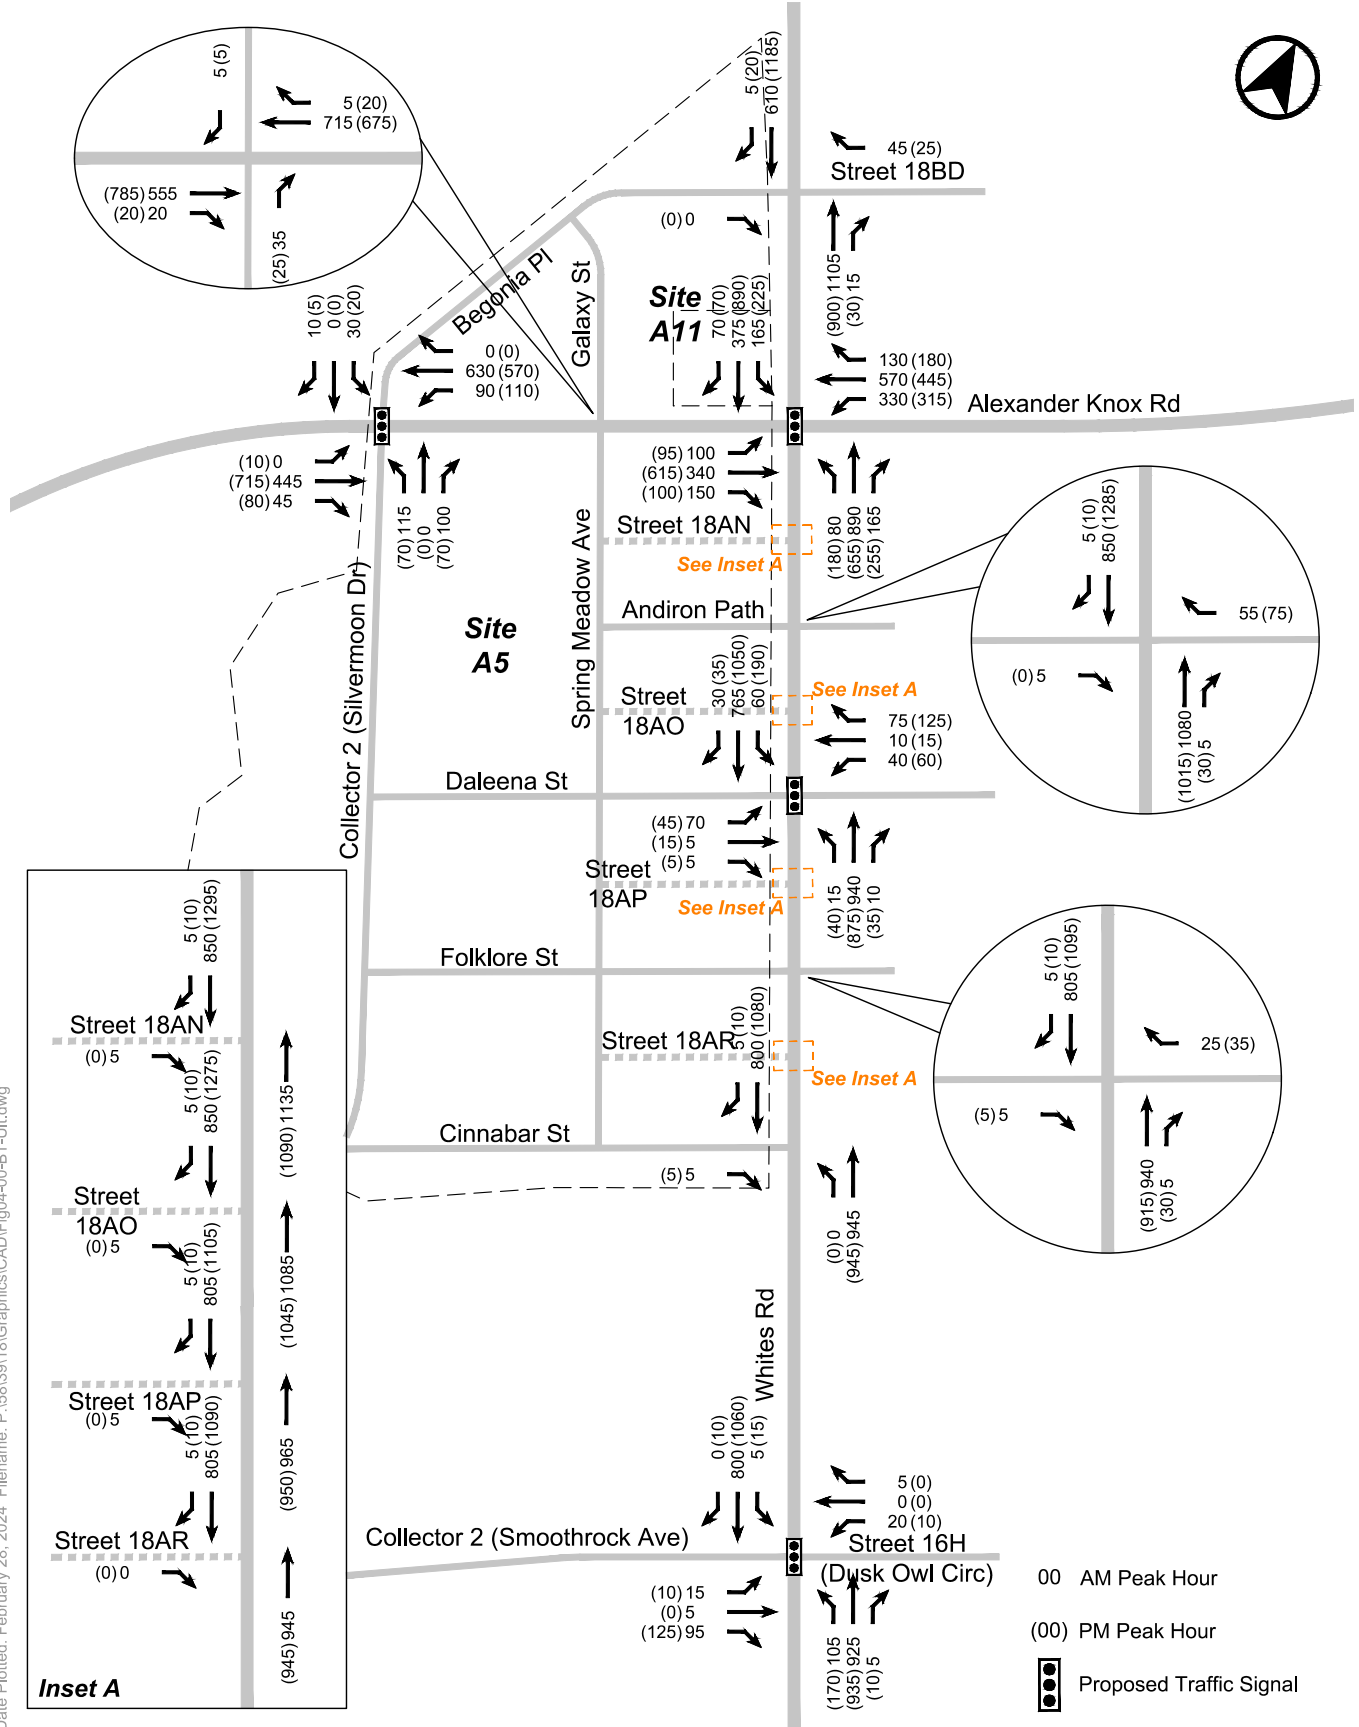 5 (5)
5 (20)
715 (675)
(785) 555
(20) 20
(25) 35
5 (20)
610 (1185)
45 (25)
Street 18BD
(0) 0
(900) 1105
(30) 15
Begonia Pl
Galaxy St
Site
A11
10 (5)
0 (0)
30 (20)
0 (0)
630 (570)
90 (110)
70 (70)
375 (890)
165 (225)
130 (180)
570 (445)
330 (315)
Alexander Knox Rd
(10) 0
(715) 445
(80) 45
(70) 115
(0) 0
(70) 100
(95) 100
(615) 340
(100) 150
(180) 80
(655) 890
(255) 165
Street 18AN
See Inset A
Collector 2 (Silvermoon Dr)
Spring Meadow Ave
Andiron Path
Site
A5
5 (10)
850 (1285)
55 (75)
(0) 5
(1015) 1080
(30) 5
Street
18AO
See Inset A
30 (35)
765 (1050)
60 (190)
75 (125)
10 (15)
40 (60)
Daleena St
(45) 70
(15) 5
(5) 5
(40) 15
(875) 940
(35) 10
Street
18AP
See Inset A
Folklore St
5 (10)
805 (1095)
25 (35)
(5) 5
(915) 940
(30) 5
Street 18AR
See Inset A
5 (10)
800 (1080)
Cinnabar St
(5) 5
(0) 0
(945) 945
Whites Rd
5 (10)
850 (1295)
Street 18AN
(0) 5
5 (10)
850 (1275)
(1090) 1135
Street
18AO
(0) 5
5 (10)
805 (1105)
(1045) 1085
Street 18AP
(0) 5
5 (10)
805 (1090)
(950) 965
Street 18AR
(0) 0
(945) 945
Inset A
0 (10)
800 (1060)
5 (15)
5 (0)
0 (0)
20 (10)
Collector 2 (Smoothrock Ave)
Street 16H
(Dusk Owl Circ)
(10) 15
(0) 5
(125) 95
(170) 105
(935) 925
(10) 5
00 AM Peak Hour
(00) PM Peak Hour
Proposed Traffic Signal
Date Plotted: February 28, 2024